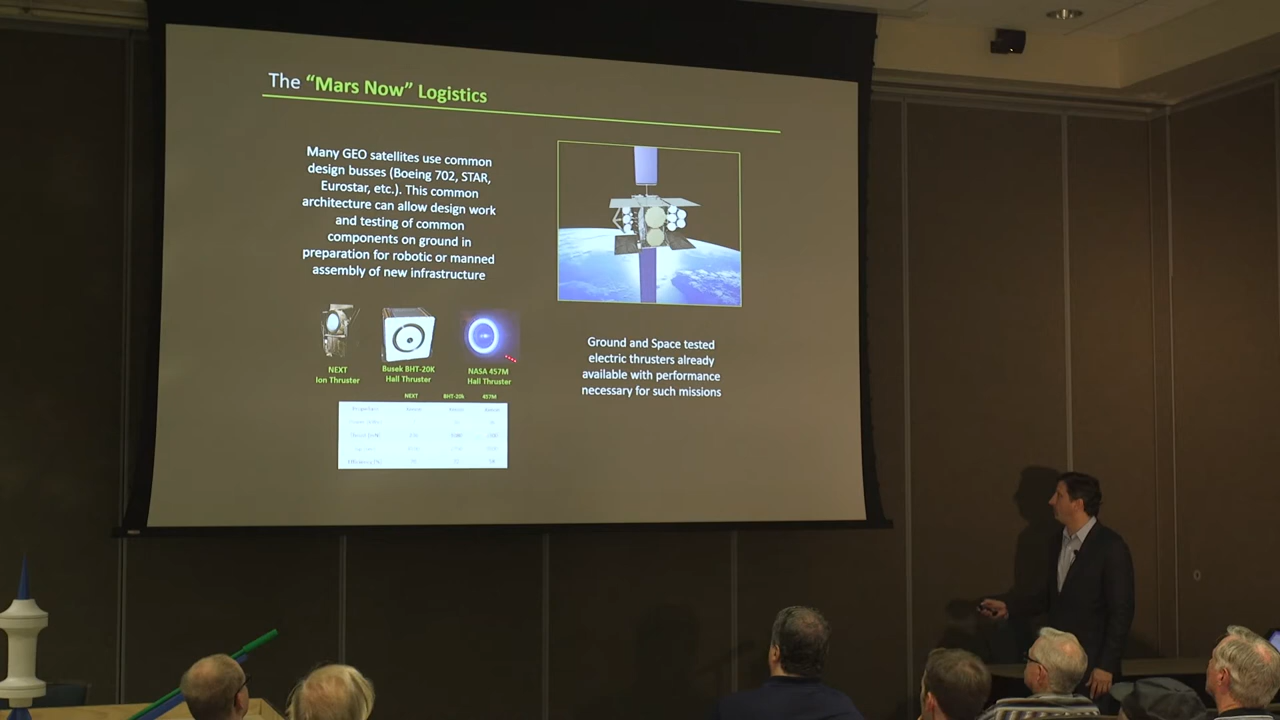 The “Mars Now” Logistics
Many GEO satellites use common
design busses (Boeing 702, STAR,
Eurostar, etc.). This common
architecture can allow design work
and testing of common
components on ground in
preparation for robotic or manned
assembly of new infrastructure
NEXT
Ion Thruster
Busek BHT-20K
Hall Thruster
NASA 457M
Hall Thruster
NEXT BHT-20k 457M
Ground and Space tested
electric thrusters already
available with performance
necessary for such missions